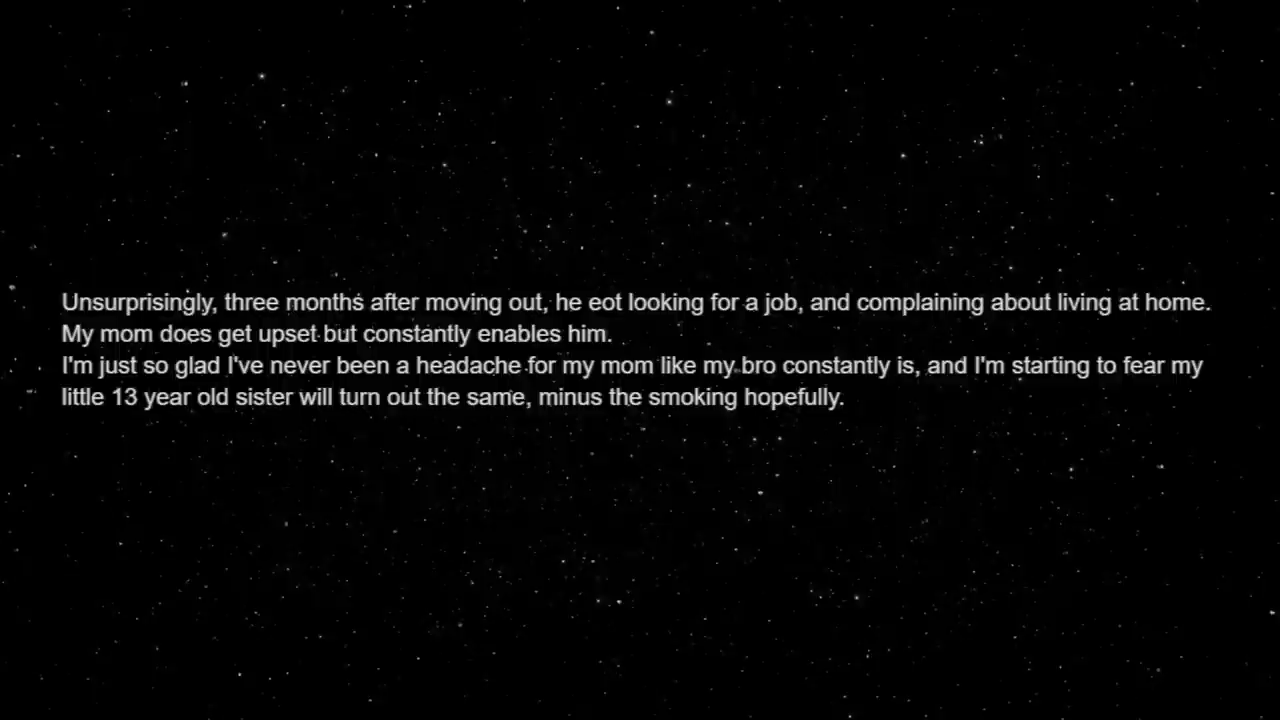 Unsurprisingly, three months after moving out, he eot looking for a job, and complaining about living at home.
My mom does get upset but constantly enables him.
I'm just so glad I've never been a headache for my mom like my bro constantly is, and I'm starting to fear my
little 13 year old sister will turn out the same, minus the smoking hopefully.